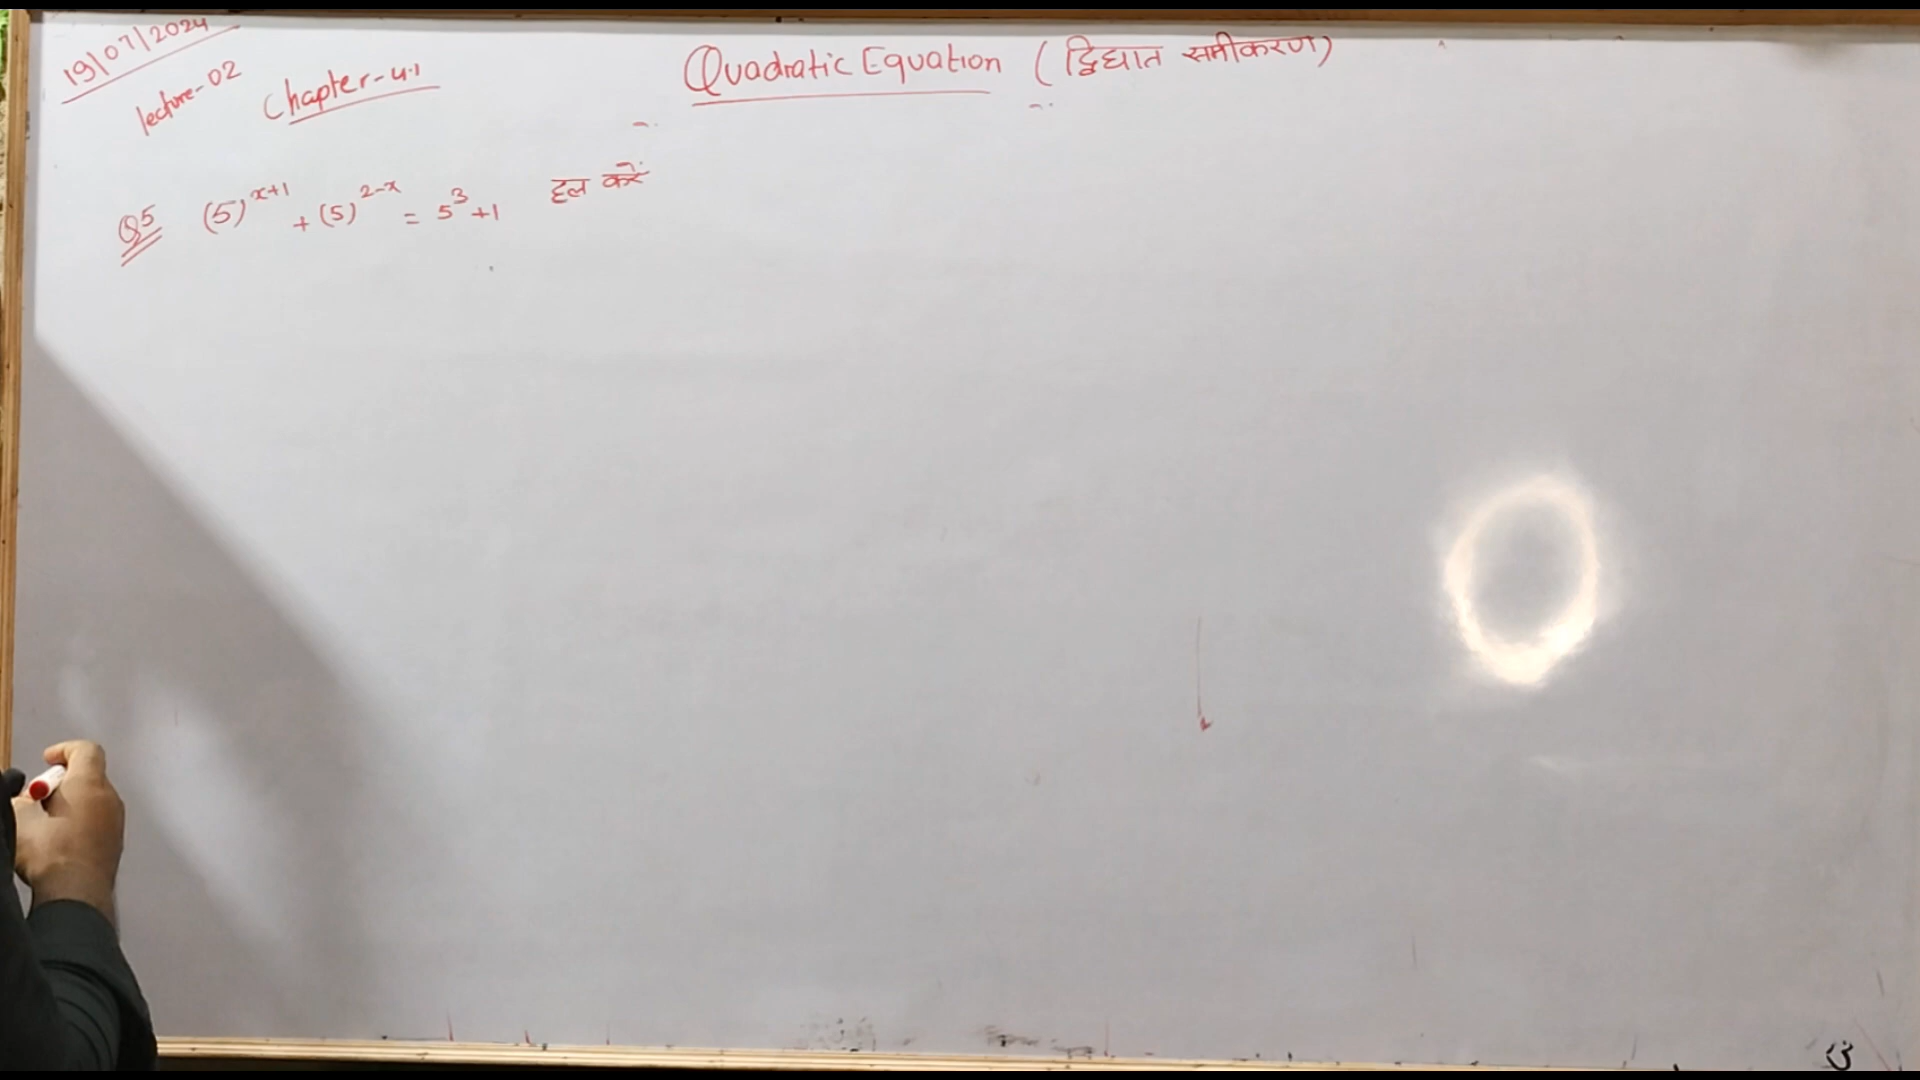 19/07/2024
lecture-02
Chapter-4.1
Quadratic Equation (द्विघात समीकरण)
Q5 (5)^{x+1} + (5)^{2-x} = 5^3 + 1 हल करें